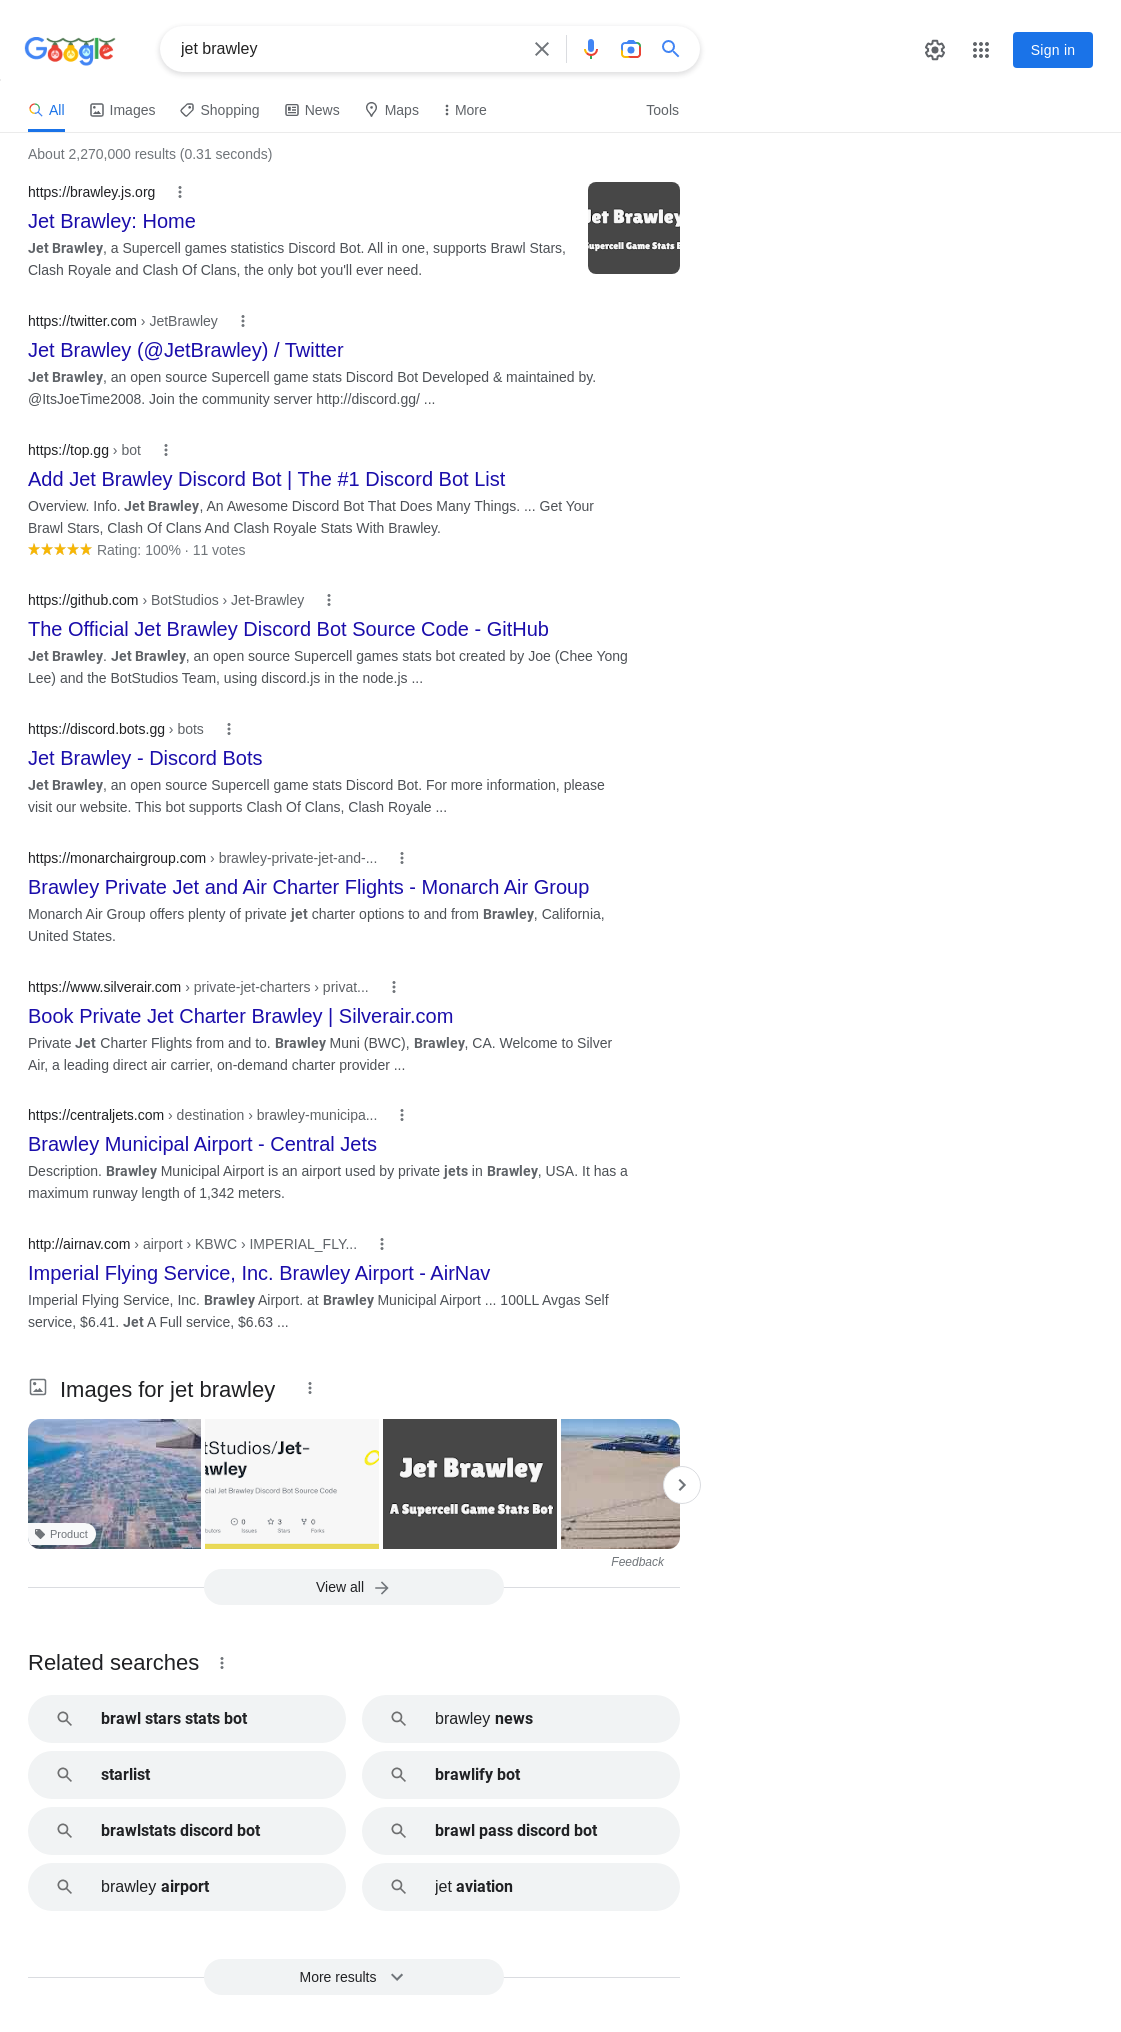 Google
jet brawley
Sign in
All
Images
Shopping
News
Maps
More
Tools
About 2,270,000 results (0.31 seconds)
https://brawley.js.org
Jet Brawley: Home
Jet Brawley, a Supercell games statistics Discord Bot. All in one, supports Brawl Stars,
Clash Royale and Clash Of Clans, the only bot you'll ever need.
Jet Brawley
Supercell Game Stats B
https://twitter.com › JetBrawley
Jet Brawley (@JetBrawley) / Twitter
Jet Brawley, an open source Supercell game stats Discord Bot Developed & maintained by.
@ItsJoeTime2008. Join the community server http://discord.gg/ ...
https://top.gg › bot
Add Jet Brawley Discord Bot | The #1 Discord Bot List
Overview. Info. Jet Brawley, An Awesome Discord Bot That Does Many Things. ... Get Your
Brawl Stars, Clash Of Clans And Clash Royale Stats With Brawley.
Rating: 100% · 11 votes
https://github.com › BotStudios › Jet-Brawley
The Official Jet Brawley Discord Bot Source Code - GitHub
Jet Brawley. Jet Brawley, an open source Supercell games stats bot created by Joe (Chee Yong
Lee) and the BotStudios Team, using discord.js in the node.js ...
https://discord.bots.gg › bots
Jet Brawley - Discord Bots
Jet Brawley, an open source Supercell game stats Discord Bot. For more information, please
visit our website. This bot supports Clash Of Clans, Clash Royale ...
https://monarchairgroup.com › brawley-private-jet-and-...
Brawley Private Jet and Air Charter Flights - Monarch Air Group
Monarch Air Group offers plenty of private jet charter options to and from Brawley, California,
United States.
https://www.silverair.com › private-jet-charters › privat...
Book Private Jet Charter Brawley | Silverair.com
Private Jet Charter Flights from and to. Brawley Muni (BWC), Brawley, CA. Welcome to Silver
Air, a leading direct air carrier, on-demand charter provider ...
https://centraljets.com › destination › brawley-municipa...
Brawley Municipal Airport - Central Jets
Description. Brawley Municipal Airport is an airport used by private jets in Brawley, USA. It has a
maximum runway length of 1,342 meters.
http://airnav.com › airport › KBWC › IMPERIAL_FLY...
Imperial Flying Service, Inc. Brawley Airport - AirNav
Imperial Flying Service, Inc. Brawley Airport. at Brawley Municipal Airport ... 100LL Avgas Self
service, $6.41. Jet A Full service, $6.63 ...
Images for jet brawley
Product
tStudios/Jet-
awley
cial Jet Brawley Discord Bot Source Code
0
3
0
butors
Issues
Stars
Forks
Jet Brawley
A Supercell Game Stats Bot
Feedback
View all
Related searches
brawl stars stats bot
brawley news
starlist
brawlify bot
brawlstats discord bot
brawl pass discord bot
brawley airport
jet aviation
More results